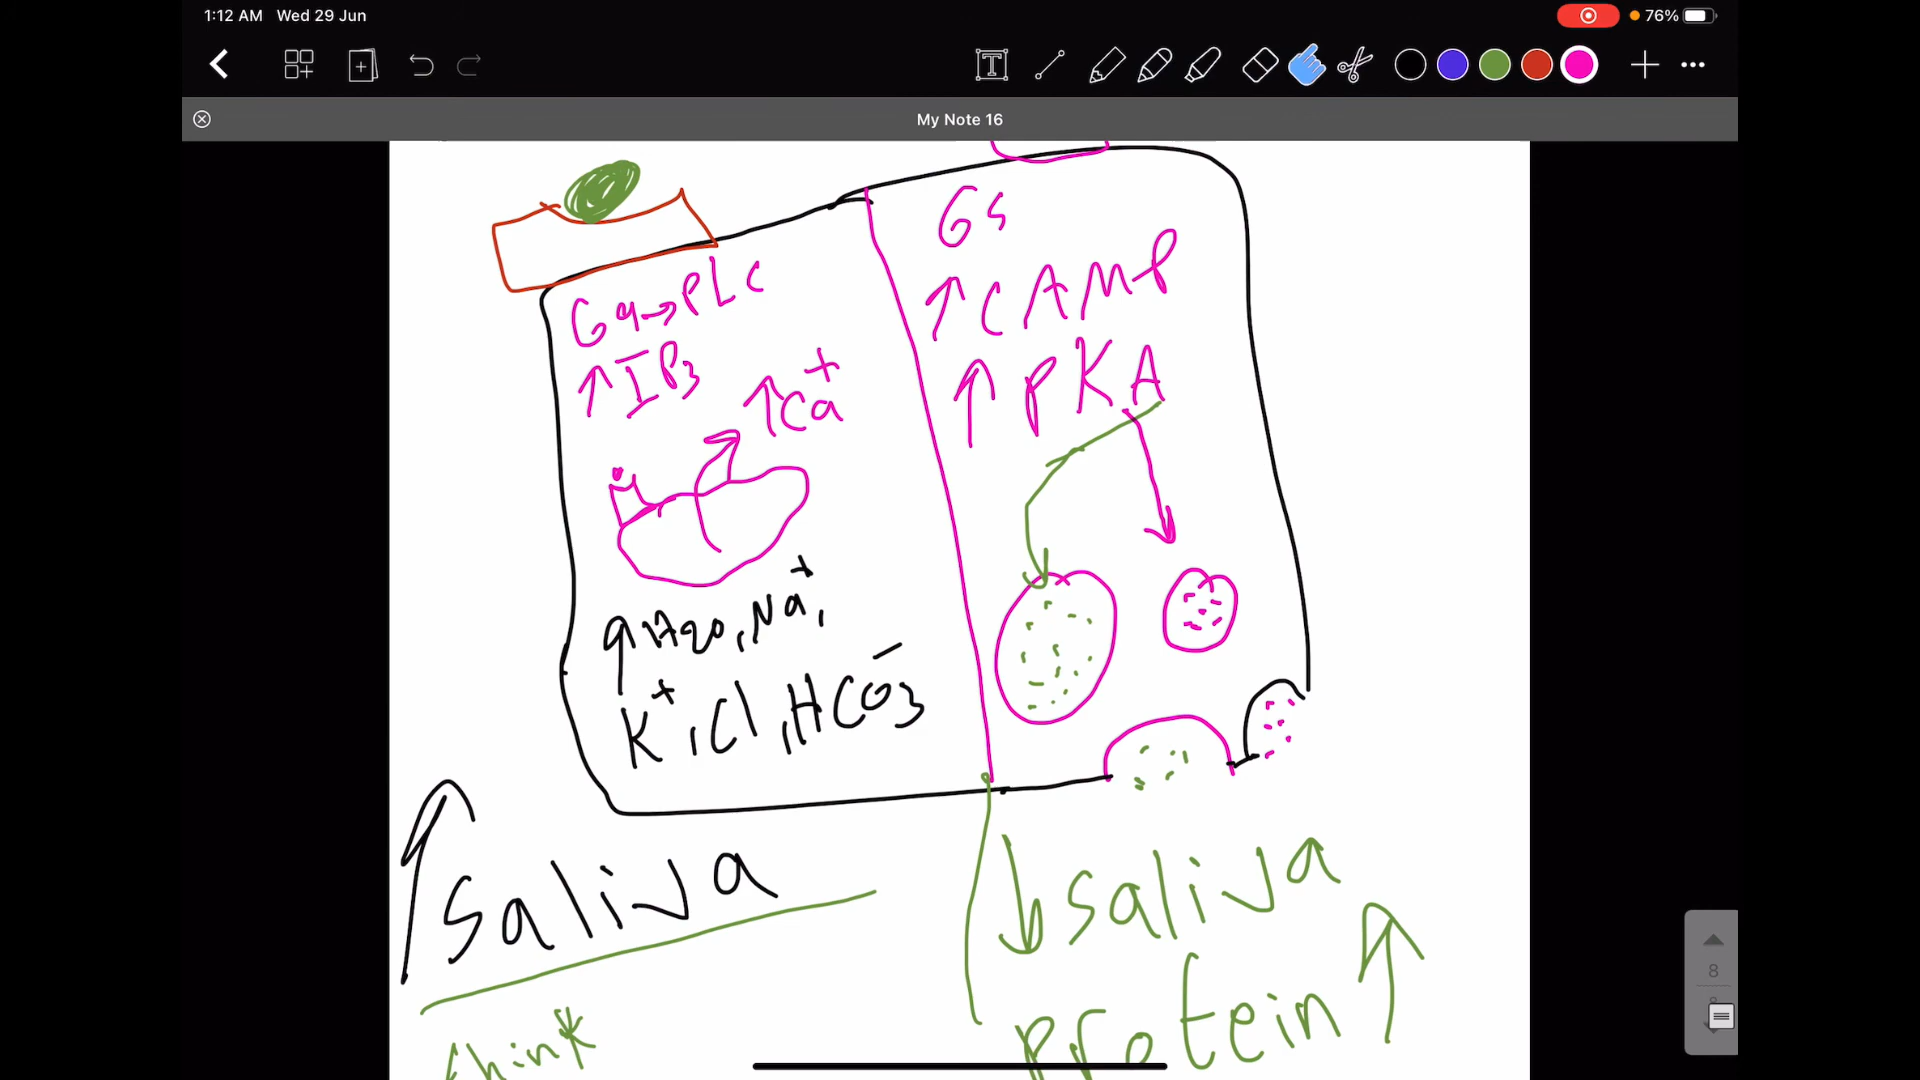 1:12 AM Wed 29 Jun
76%
T
My Note 16
Gq→PLC
↑IP3
↑Ca+
↑H2O, Na+,
K+, Cl, HCO3-
Gs
↑CAMP
↑PKA
↑Saliva
↓Saliva
protein↑
8